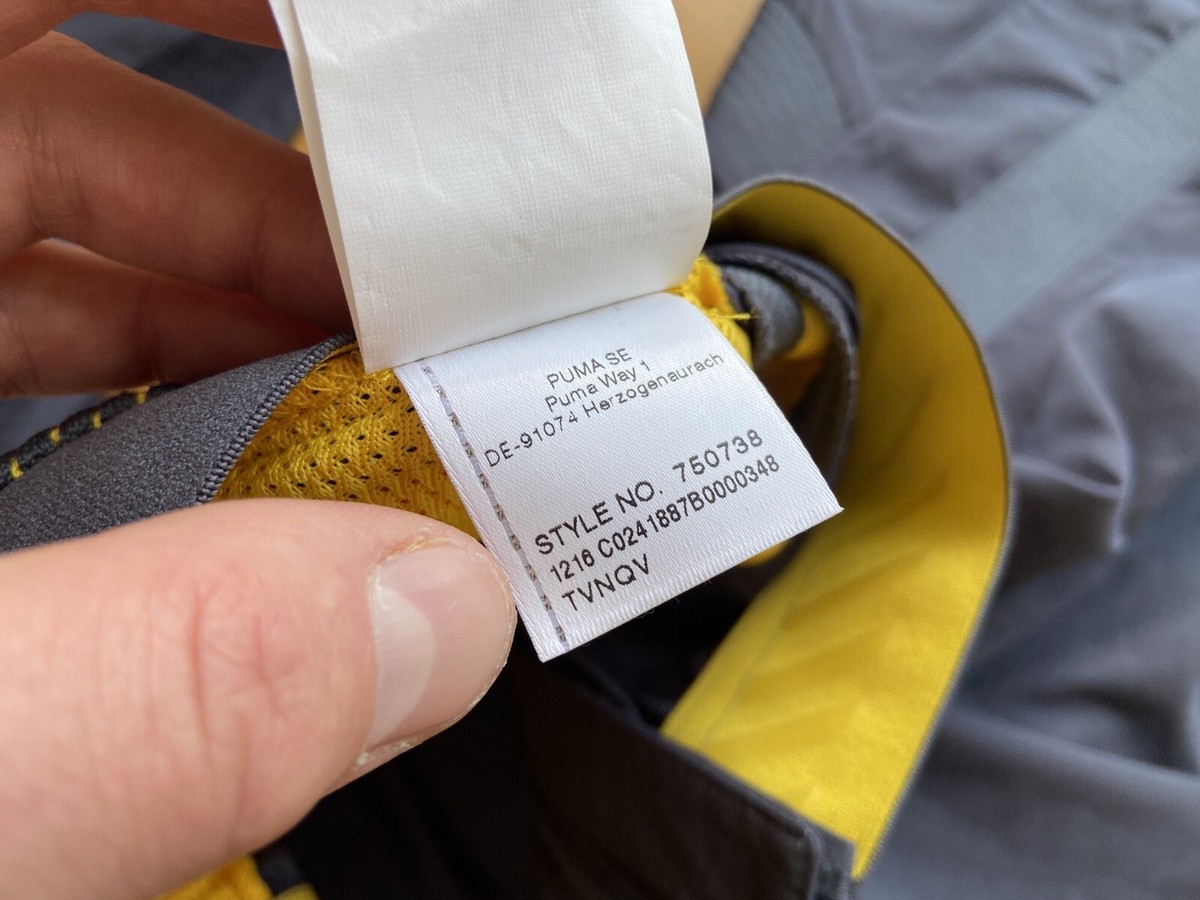 PUMA SE
Puma Way 1
DE-91074 Herzogenaurach
STYLE NO. 750738
1216 C0241887B0000348
TVNQV